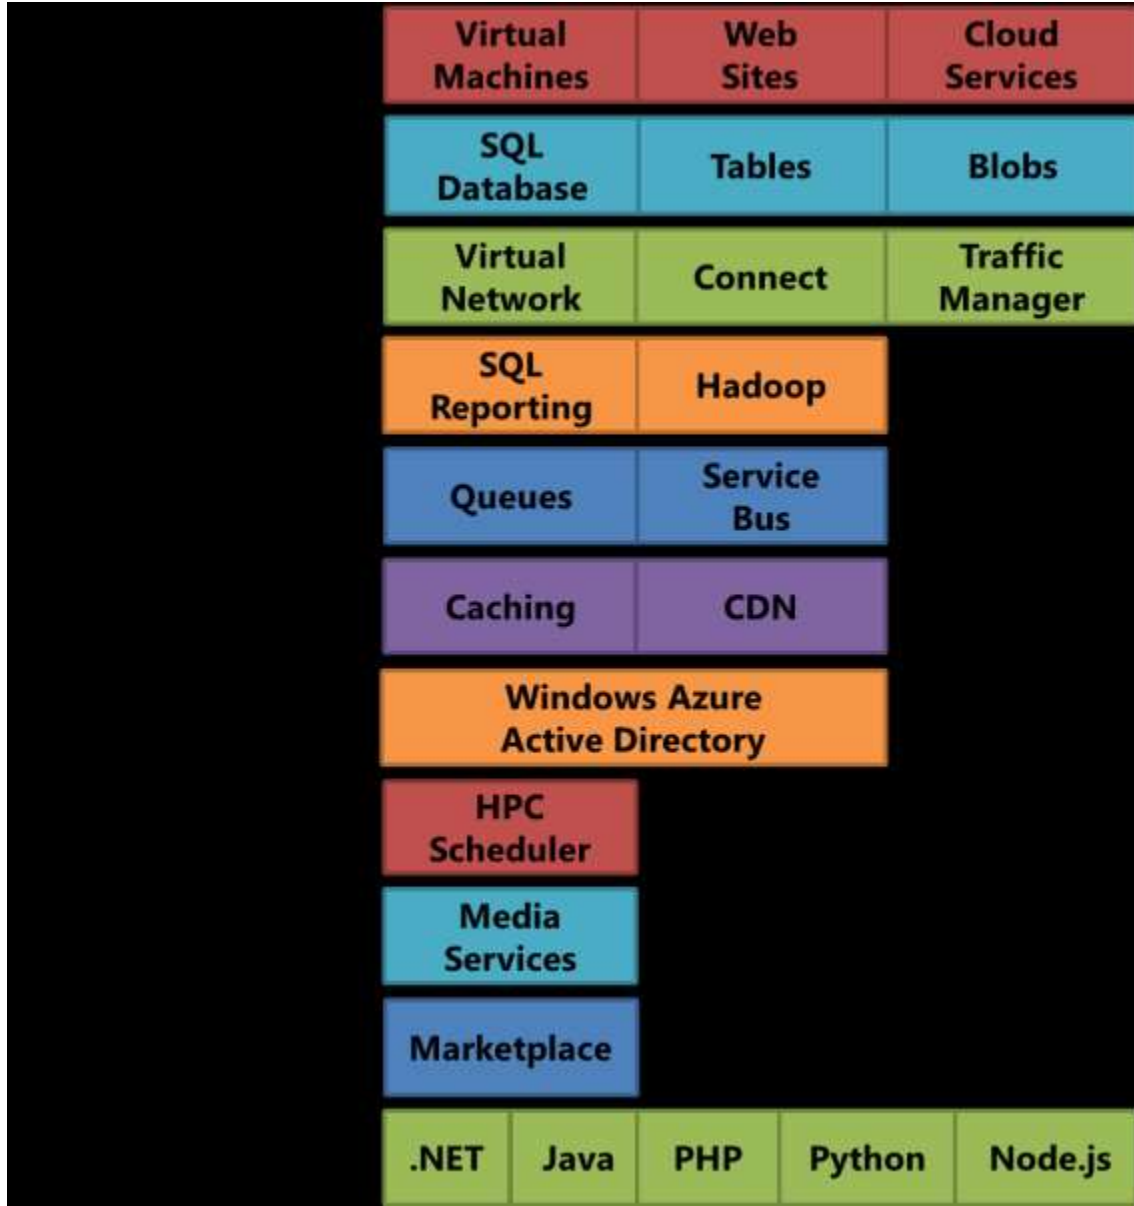 Virtual
Machines
Web
Sites
Cloud
Services
SQL
Database
Tables
Blobs
Virtual
Network
Connect
Traffic
Manager
SQL
Reporting
Hadoop
Queues
Service
Bus
Caching
CDN
Windows Azure
Active Directory
HPC
Scheduler
Media
Services
Marketplace
.NET
Java
PHP
Python
Node.js